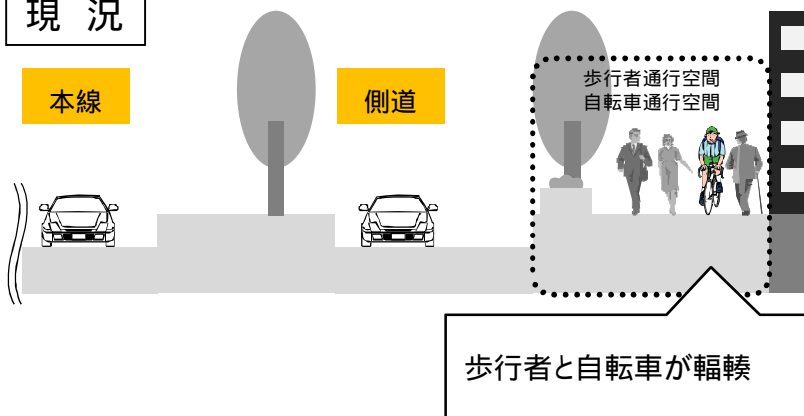 現 況
本線
側道
歩行者通行空間
自転車通行空間
歩行者と自転車が輻輳